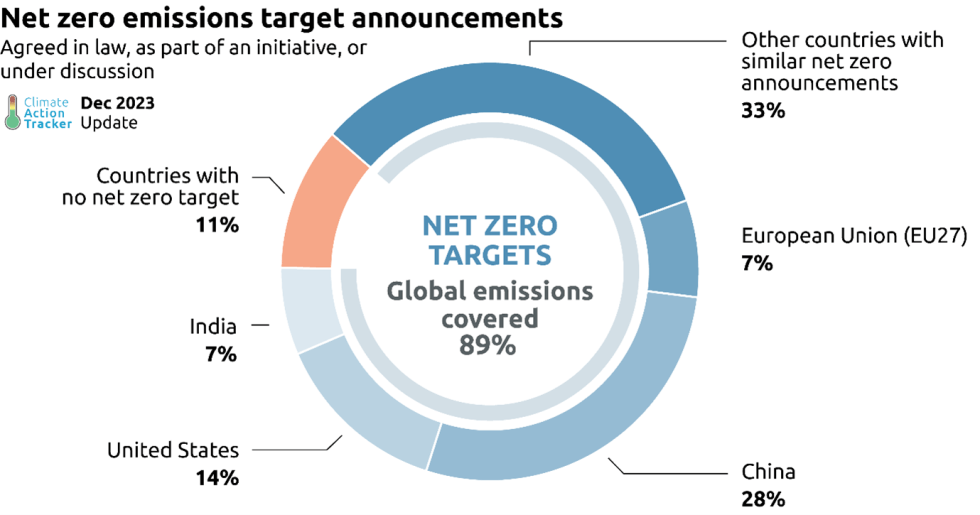 Net zero emissions target announcements
Agreed in law, as part of an initiative, or
under discussion
Climate
Action
Tracker
Dec 2023
Update
Other countries with
similar net zero
announcements
33%
Countries with
no net zero target
11%
NET ZERO
TARGETS
Global emissions
covered
89%
European Union (EU27)
7%
India
7%
United States
14%
China
28%